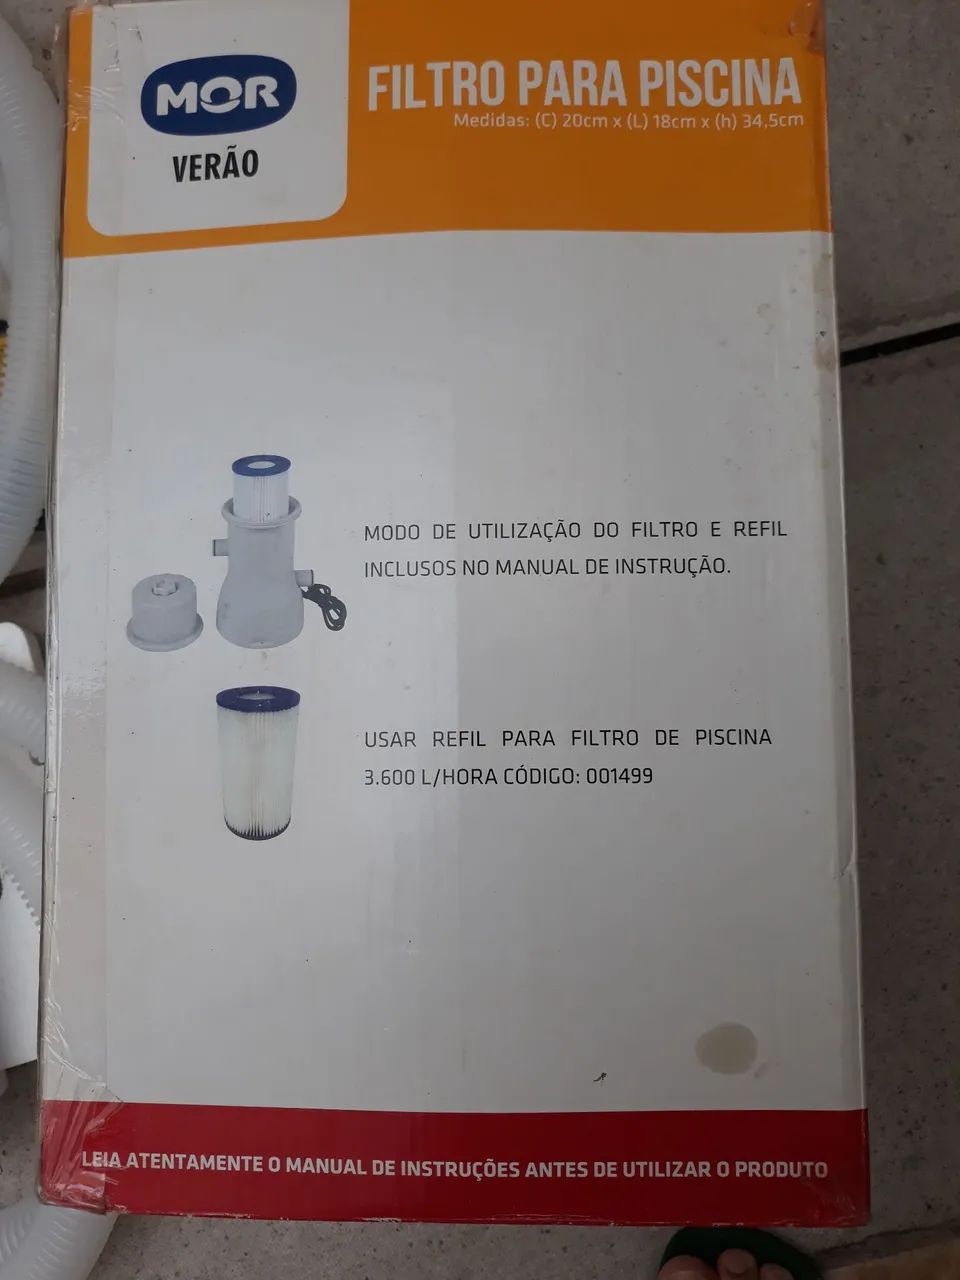 MOR
VERÃO
FILTRO PARA PISCINA
Medidas: (C) 20cm x (L) 18cm x (h) 34,5cm
MODO DE UTILIZAÇÃO DO FILTRO E REFIL
INCLUSOS NO MANUAL DE INSTRUÇÃO.
USAR REFIL PARA FILTRO DE PISCINA
3.600 L/HORA CÓDIGO: 001499
LEIA ATENTAMENTE O MANUAL DE INSTRUÇÕES ANTES DE UTILIZAR O PRODUTO